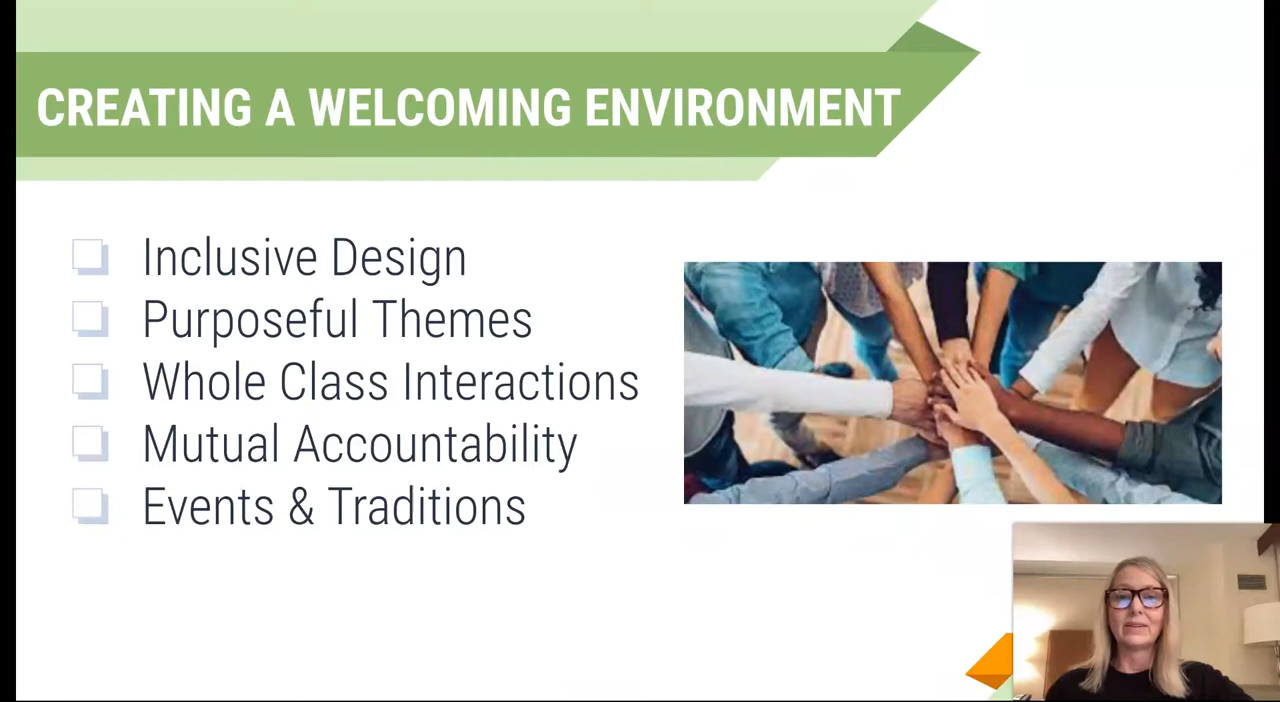 CREATING A WELCOMING ENVIRONMENT
Inclusive Design
Purposeful Themes
Whole Class Interactions
Mutual Accountability
Events & Traditions